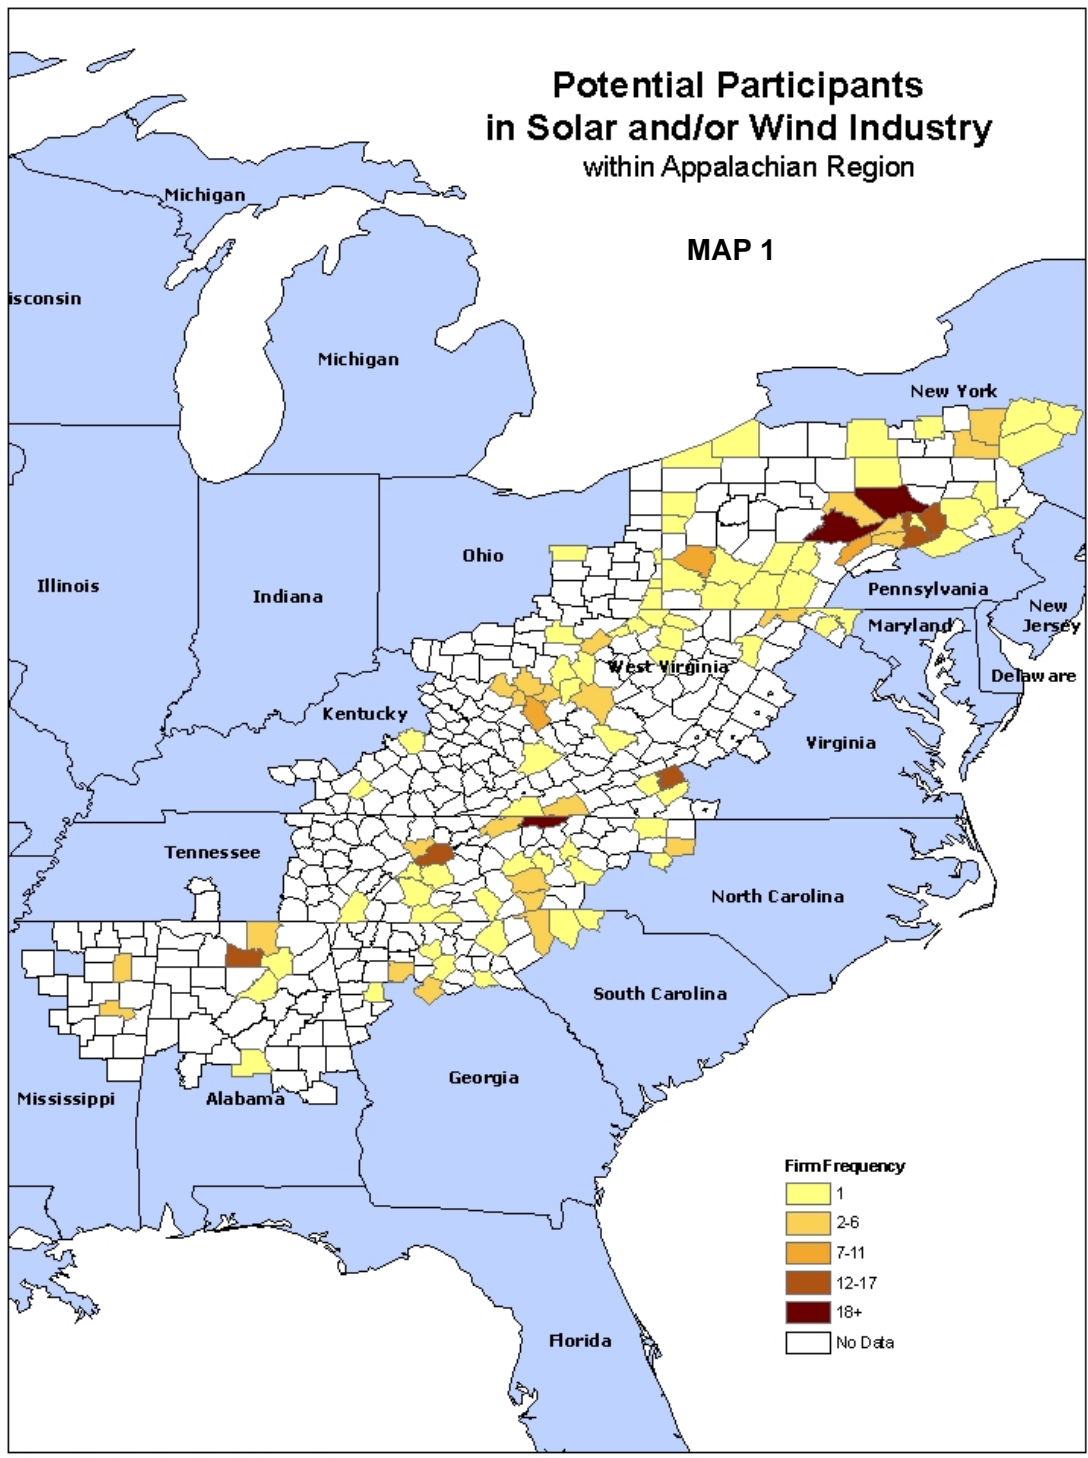 Potential Participants
in Solar and/or Wind Industry
within Appalachian Region
MAP 1
Michigan
isconsin
Michigan
New York
Ohio
Illinois
Indiana
Pennsylvania
New
Jersey
Maryland
West Virginia
Delaware
Kentucky
Virginia
Tennessee
North Carolina
South Carolina
Georgia
Mississippi
Alabama
Florida
Firm Frequency
1
2-6
7-11
12-17
18+
No Data